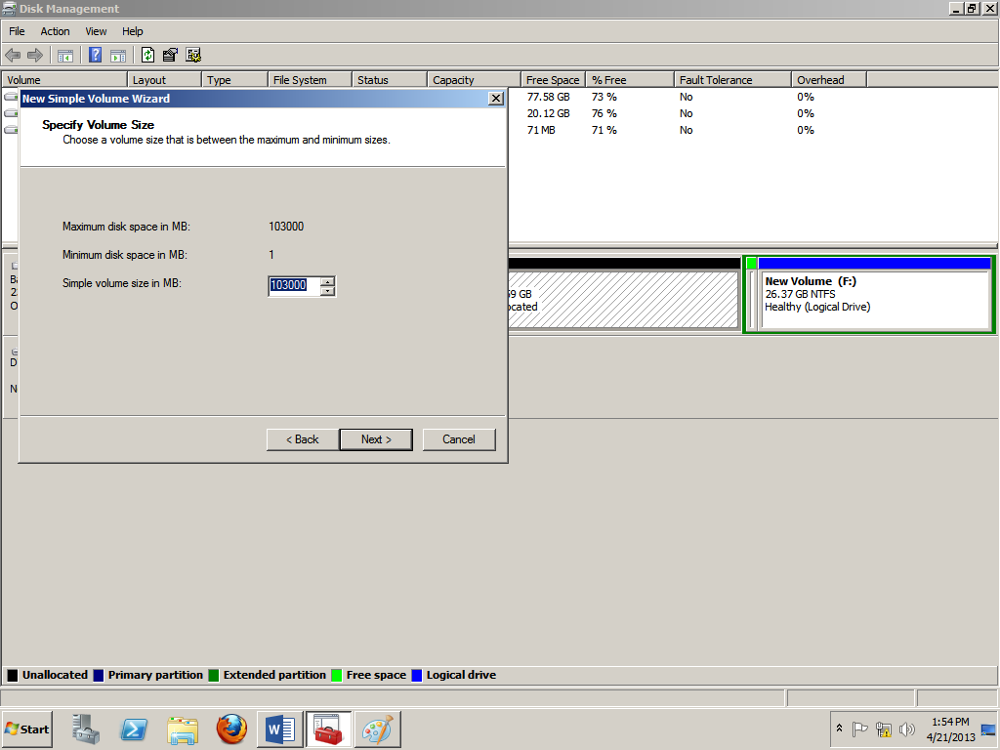 Disk Management
File Action View Help
Volume Layout Type File System Status Capacity Free Space % Free Fault Tolerance Overhead
77.58 GB 73 % No 0%
20.12 GB 76 % No 0%
71 MB 71 % No 0%
New Simple Volume Wizard
Specify Volume Size
Choose a volume size that is between the maximum and minimum sizes.
Maximum disk space in MB: 103000
Minimum disk space in MB: 1
Simple volume size in MB: 103000
< Back Next > Cancel
New Volume (F:)
26.37 GB NTFS
Healthy (Logical Drive)
Unallocated Primary partition Extended partition Free space Logical drive
Start
1:54 PM
4/21/2013